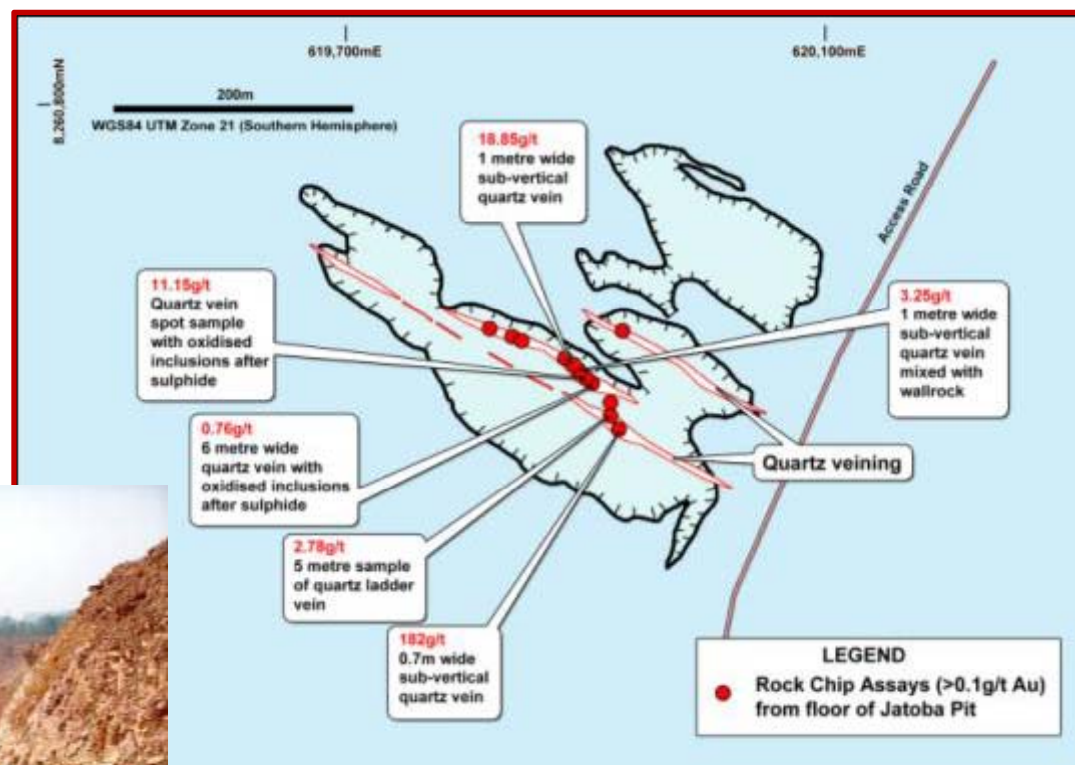 619,700mE
620,100mE
8,260,800mN
200m
WGS84 UTM Zone 21 (Southern Hemisphere)
18.85g/t
1 metre wide
sub-vertical
quartz vein
Access Road
11.15g/t
Quartz vein
spot sample
with oxidised
inclusions after
sulphide
3.25g/t
1 metre wide
sub-vertical
quartz vein
mixed with
wallrock
0.76g/t
6 metre wide
quartz vein with
oxidised inclusions
after sulphide
Quartz veining
2.78g/t
5 metre sample
of quartz ladder
vein
182g/t
0.7m wide
sub-vertical
quartz vein
LEGEND
Rock Chip Assays (>0.1g/t Au)
from floor of Jatoba Pit